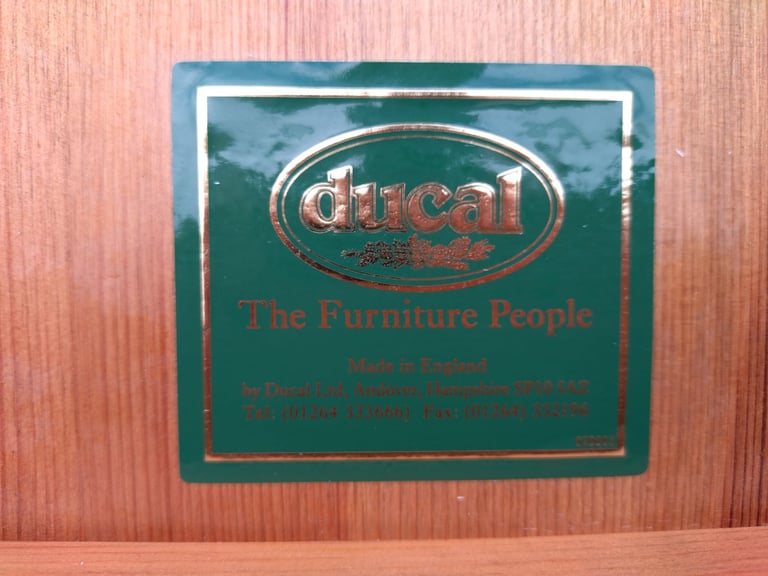 ducal
The Furniture People
Made in England
by Ducal Ltd, Andover, Hampshire SP10 5AZ
Tel: (01264 333666) Fax: (01264) 332596